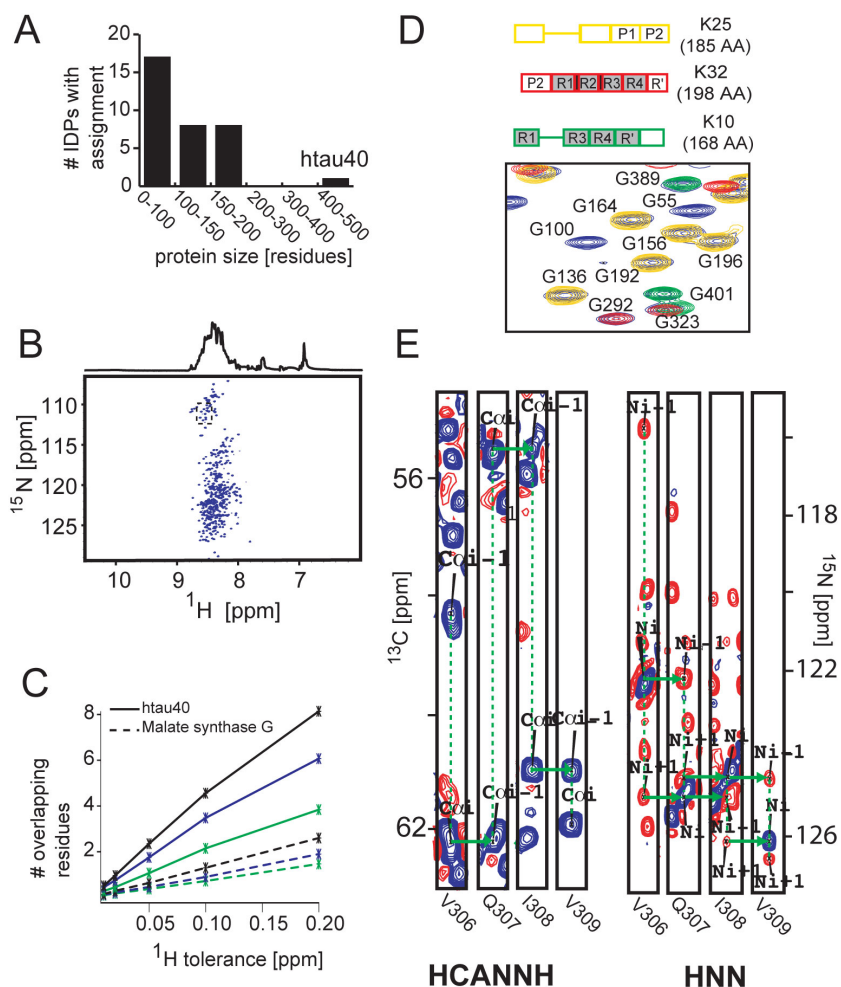 A
# IDPs with
assignment
20
15
10
5
0
htau40
0-100
100-150
150-200
200-300
300-400
400-500
protein size [residues]
B
15N [ppm]
110
115
120
125
10
9
8
7
1H [ppm]
C
# overlapping
residues
8
6
4
2
htau40
Malate synthase G
0.05
0.10
0.15
0.20
1H tolerance [ppm]
D
P1 P2
K25
(185 AA)
P2 R1 R2 R3 R4 R'
K32
(198 AA)
R1 R3 R4 R'
K10
(168 AA)
G389
G164
G55
G100
G156
G196
G136
G192
G292
G401
G323
E
13C [ppm]
56
62
Cαi
Cαi-1
Cαi-1
Cαi
Cαi-1
Cαi
Cαi-1
Cαi
V306
Q307
I308
V309
HCANNH
Ni-1
Ni
Ni-1
Ni+1
Ni+1
Ni
Ni-1
Ni
Ni+1
Ni
Ni+1
Ni+1
118
122
126
15N [ppm]
V306
Q307
I308
V309
HNN